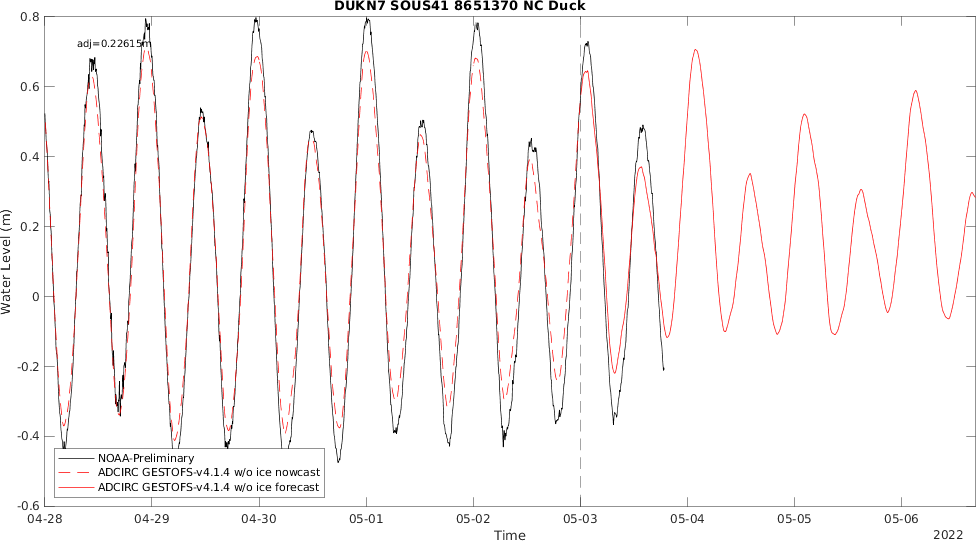 DUKN7 SOUS41 8651370 NC Duck
adj=0.22615m
Water Level (m)
0.8
0.6
0.4
0.2
0
-0.2
-0.4
-0.6
NOAA-Preliminary
ADCIRC GESTOFS-v4.1.4 w/o ice nowcast
ADCIRC GESTOFS-v4.1.4 w/o ice forecast
04-28 04-29 04-30 05-01 05-02 05-03 05-04 05-05 05-06
Time
2022